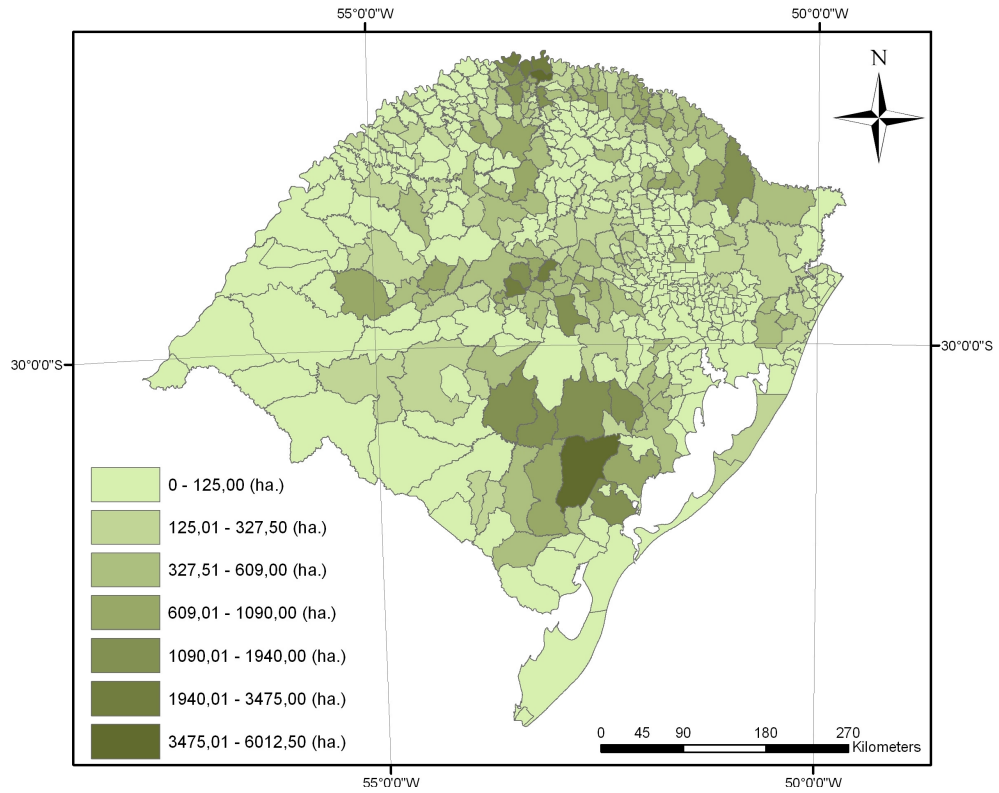 55°0'0"W
50°0'0"W
N
30°0'0"S
30°0'0"S
0 - 125,00 (ha.)
125,01 - 327,50 (ha.)
327,51 - 609,00 (ha.)
609,01 - 1090,00 (ha.)
1090,01 - 1940,00 (ha.)
1940,01 - 3475,00 (ha.)
3475,01 - 6012,50 (ha.)
0 45 90 180 270
Kilometers
55°0'0"W
50°0'0"W